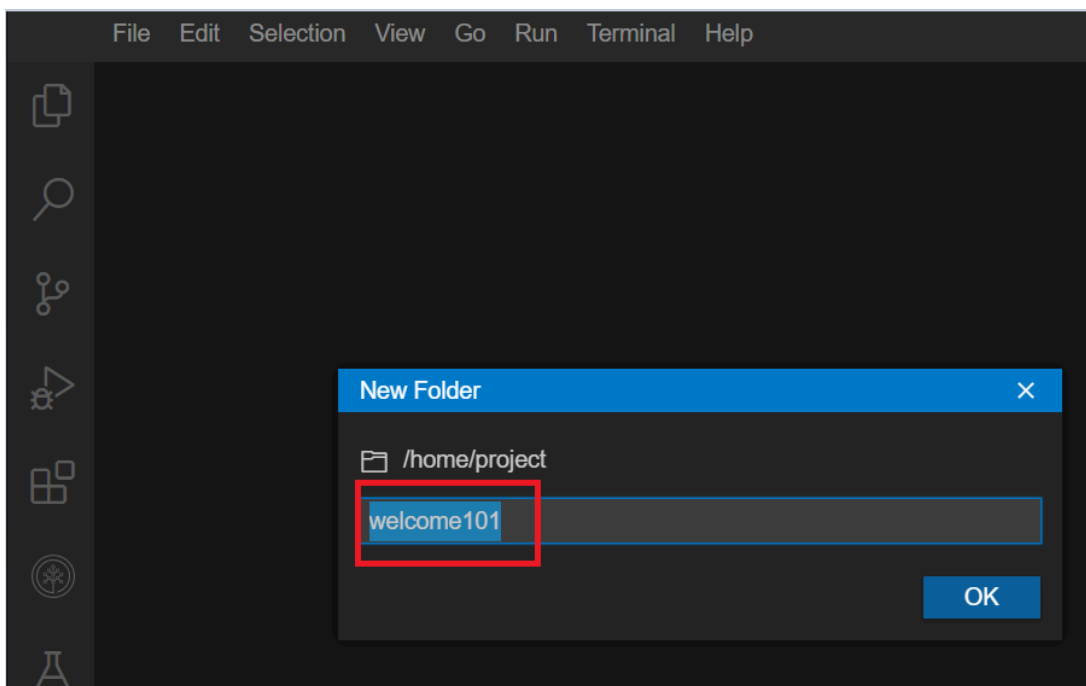 File Edit Selection View Go Run Terminal Help
New Folder
/home/project
welcome101
OK